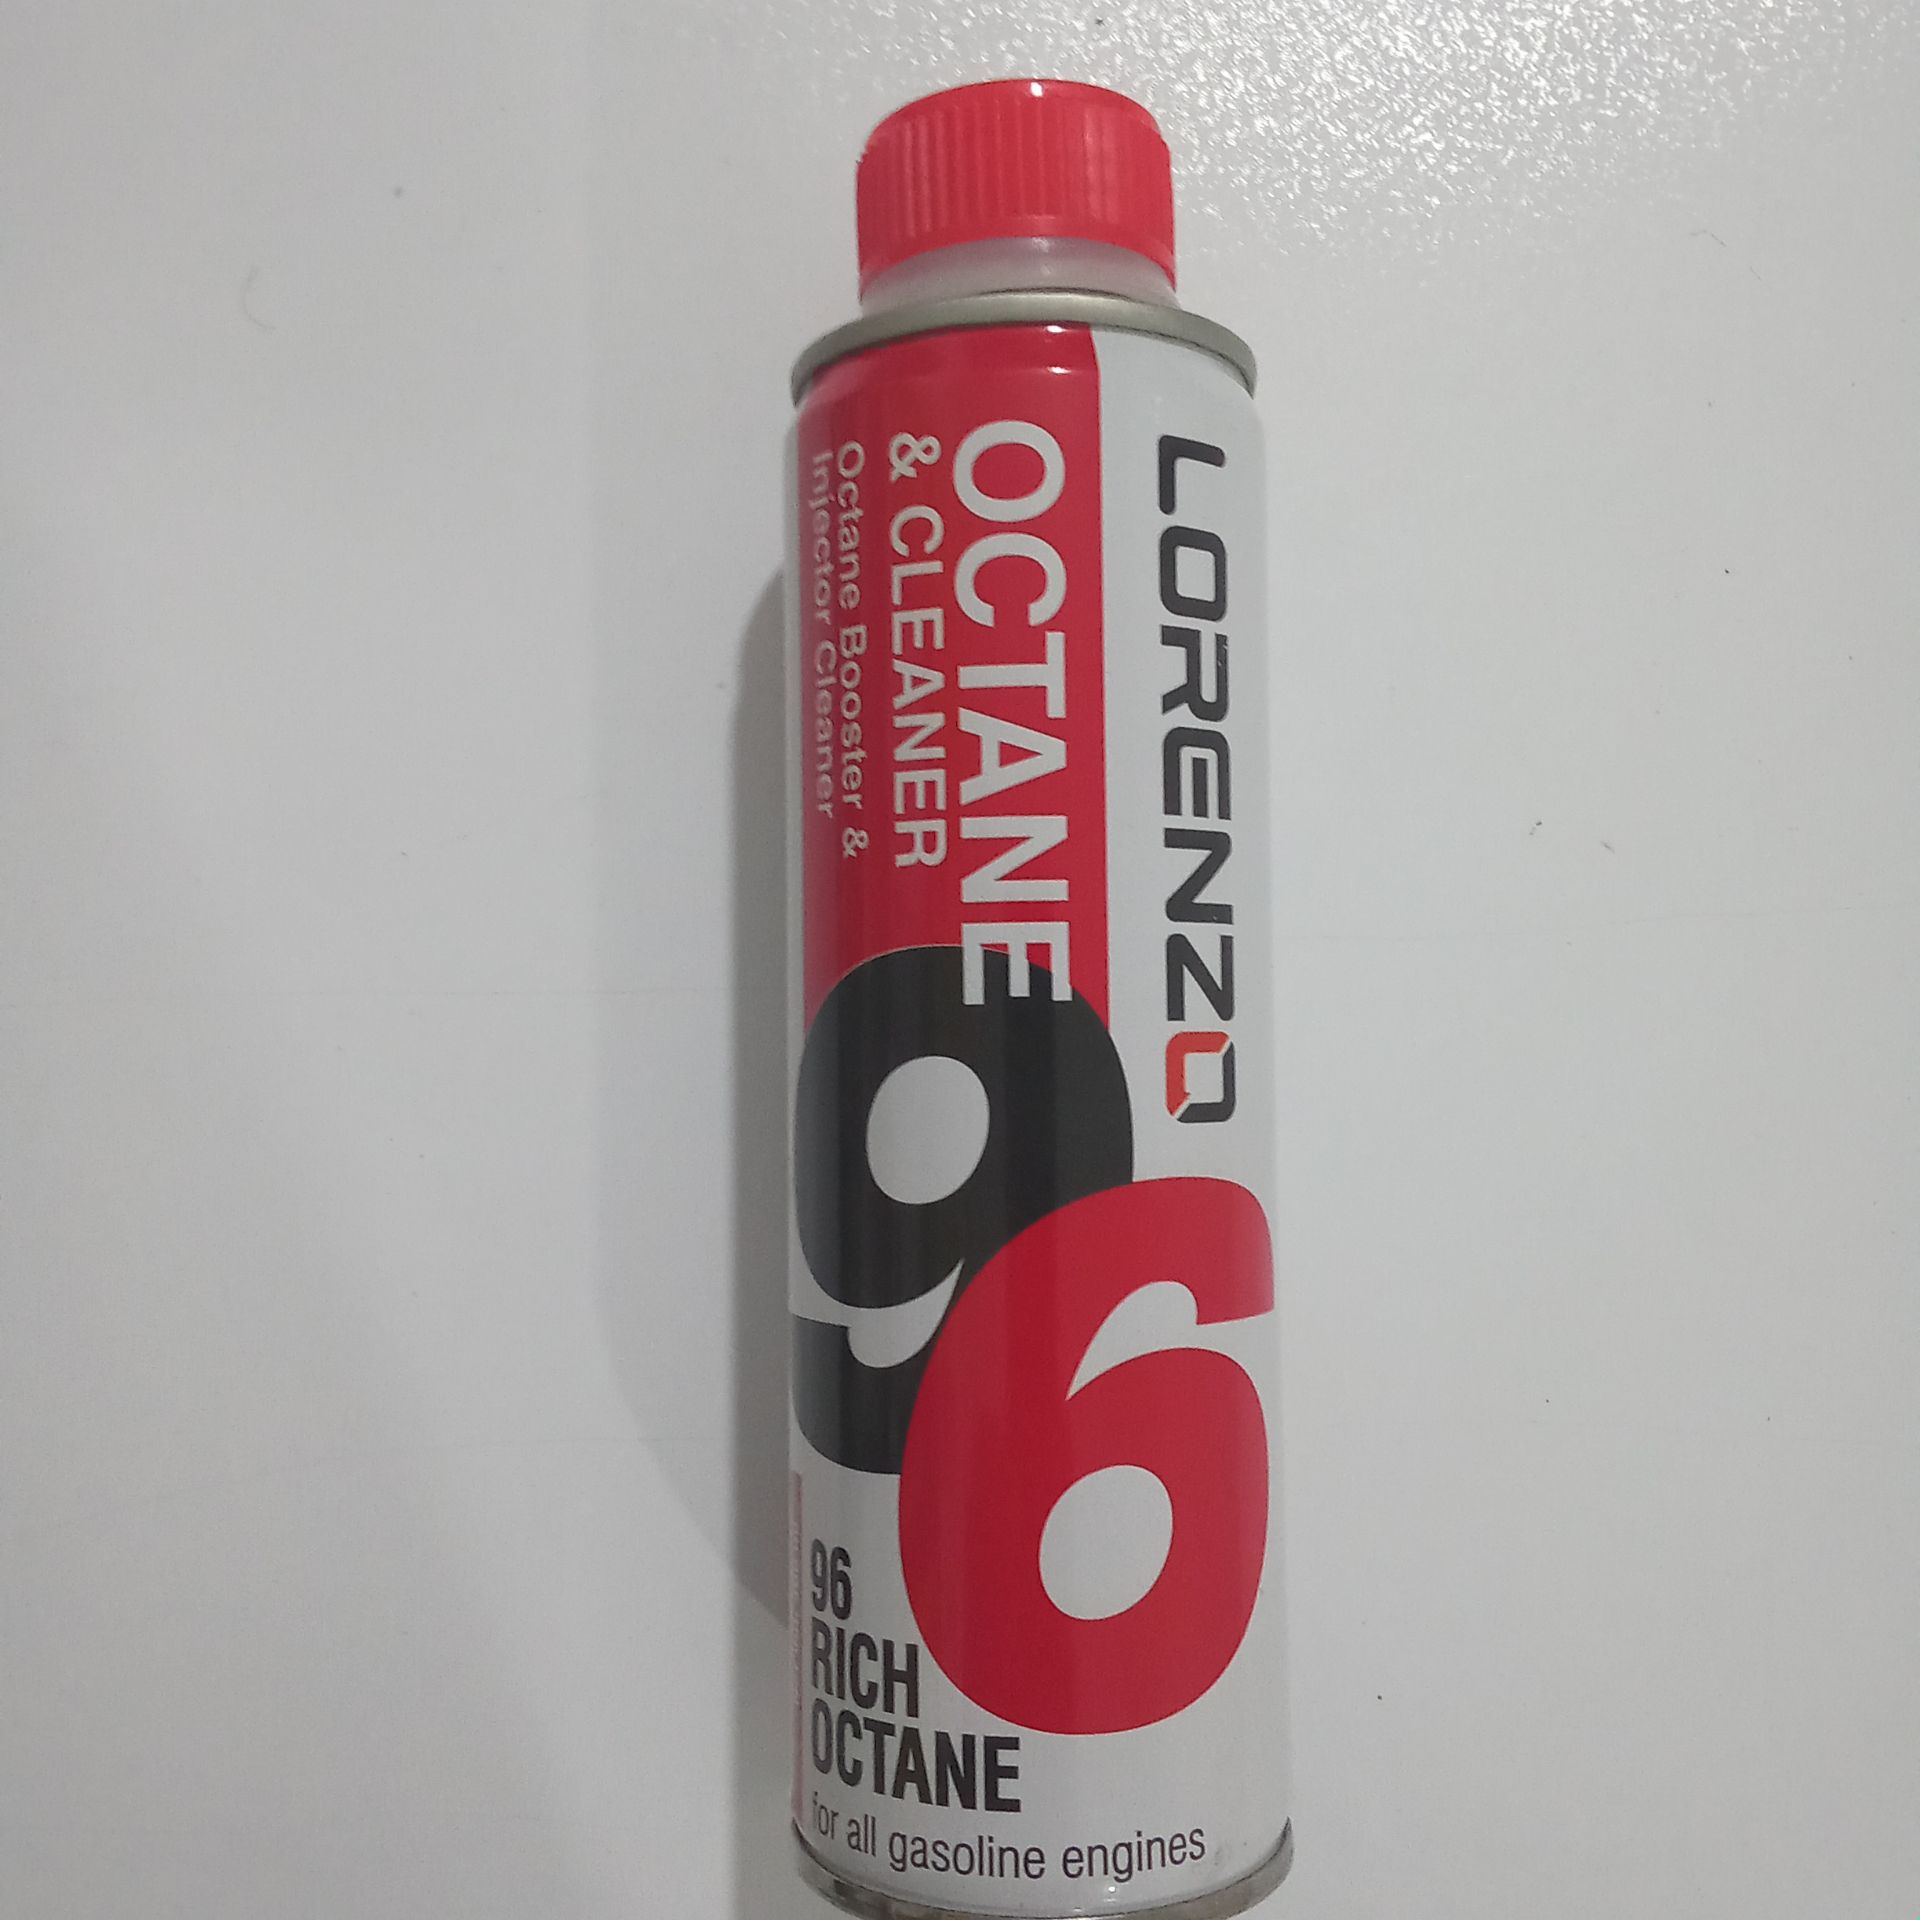 LORENZO
OCTANE
& CLEANER
Octane Booster &
Injector Cleaner
96
96
RICH
OCTANE
for all gasoline engines